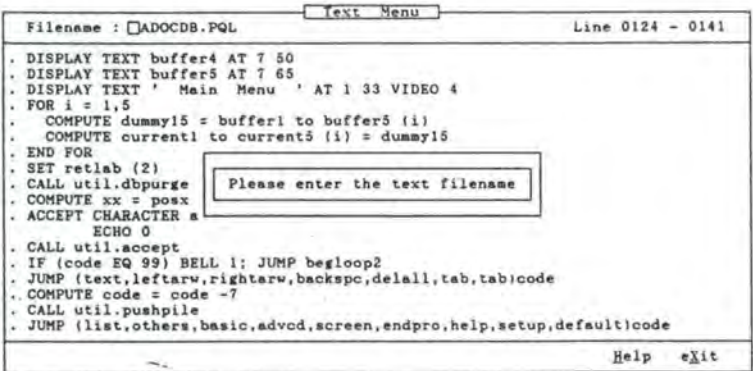 Text Menu
Filename : ADOCDB.PQL Line 0124 - 0141
. DISPLAY TEXT buffer4 AT 7 50
. DISPLAY TEXT buffer5 AT 7 65
. DISPLAY TEXT ' Main Menu ' AT 1 33 VIDEO 4
. FOR i = 1,5
. COMPUTE dummy15 = buffer1 to buffer5 (i)
. COMPUTE current1 to current5 (i) = dummy15
. END FOR
. SET retlab (2)
. CALL util.dbpurge
. COMPUTE xx = posx
. ACCEPT CHARACTER a
ECHO 0
Please enter the text filename
. CALL util.accept
. IF (code EQ 99) BELL 1; JUMP begloop2
. JUMP (text,leftarw,rightarw,backspc,delall,tab,tab)code
. COMPUTE code = code -7
. CALL util.pushpile
. JUMP (list,others,basic,advcd,screen,endpro,help,setup,default)code
Help eXit